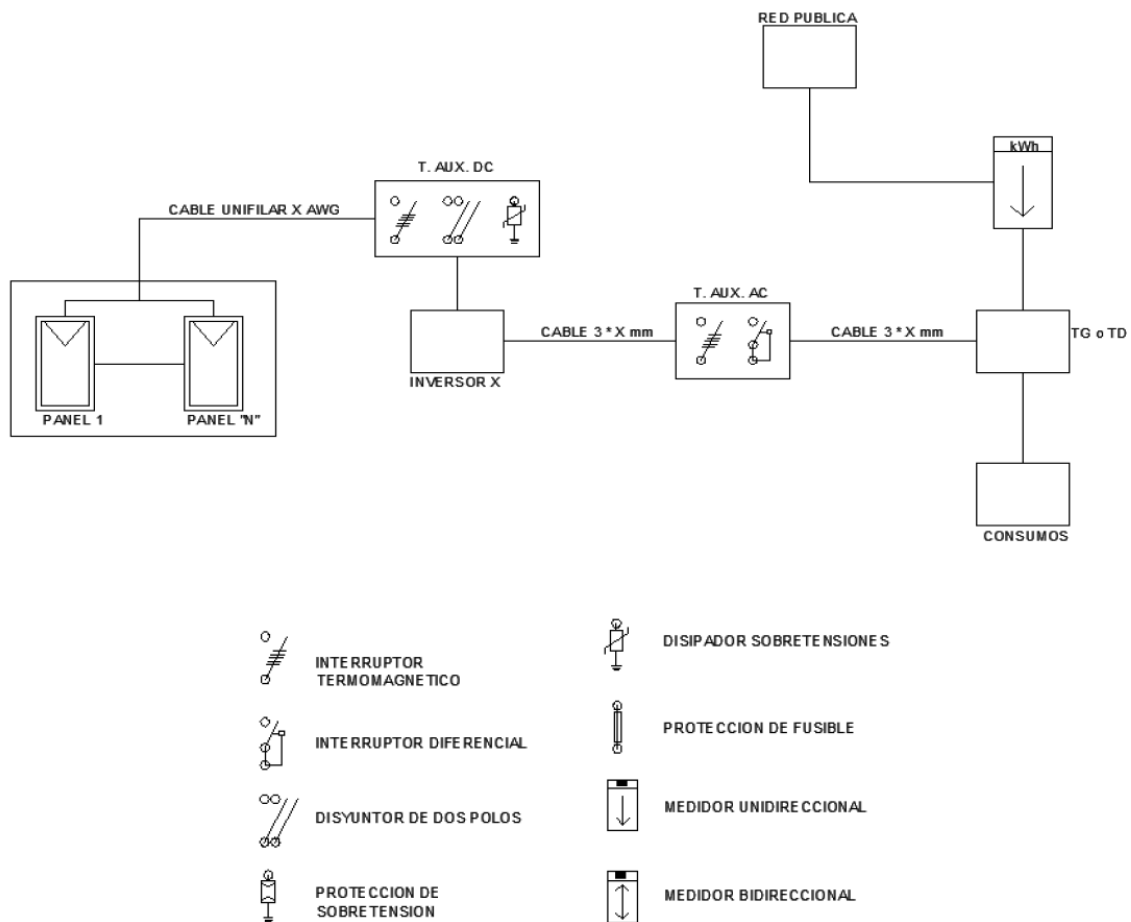 RED PUBLICA
kWh
T. AUX. DC
CABLE UNIFILAR X AWG
T. AUX. AC
CABLE 3 * X mm
CABLE 3 * X mm
TG o TD
INVERSOR X
PANEL 1
PANEL "N"
CONSUMOS
INTERRUPTOR
TERMOMAGNETICO
DISIPADOR SOBRETENSIONES
INTERRUPTOR DIFERENCIAL
PROTECCION DE FUSIBLE
DISYUNTOR DE DOS POLOS
MEDIDOR UNIDIRECCIONAL
PROTECCION DE
SOBRETENSION
MEDIDOR BIDIRECCIONAL